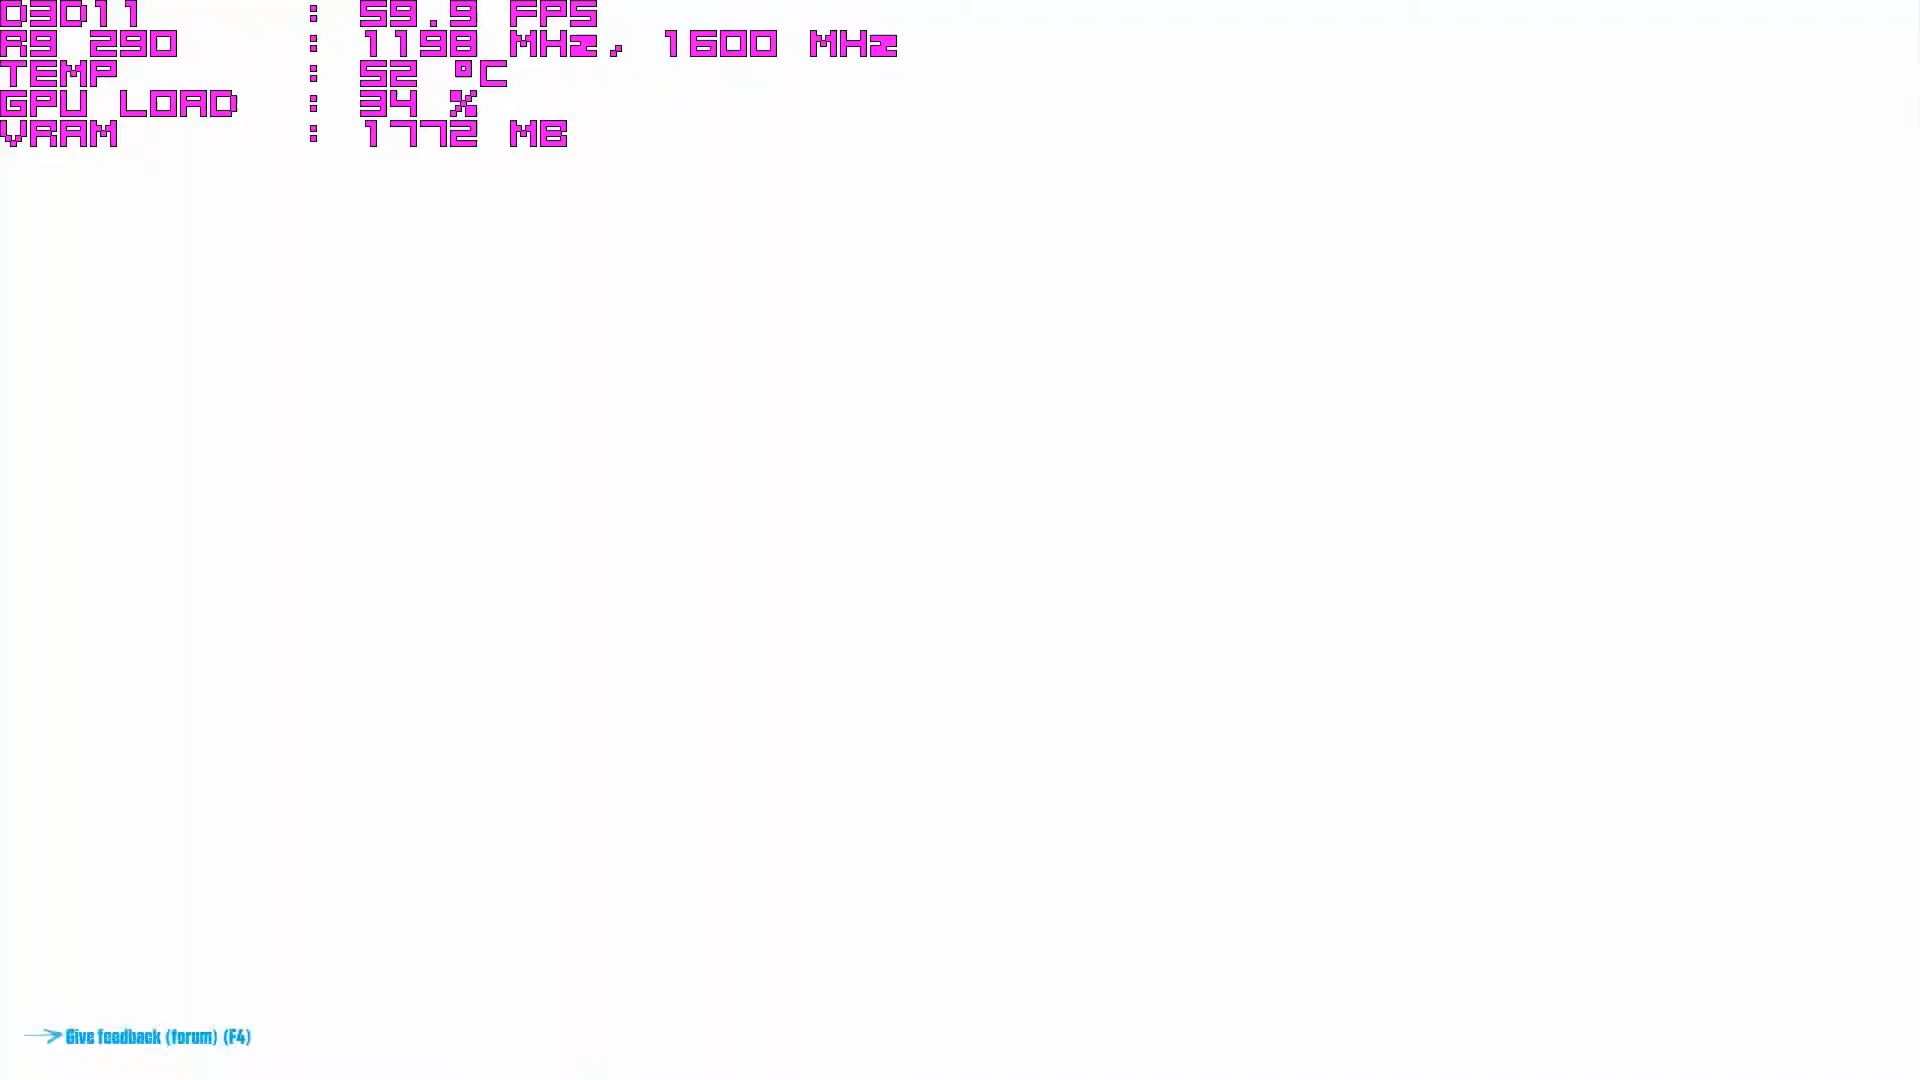 D3D11 : 59.9 FPS
R9 290 : 1198 MHz, 1600 MHz
TEMP : 52 °C
GPU LOAD : 34 %
VRAM : 1772 MB
Give feedback (forum) (F4)